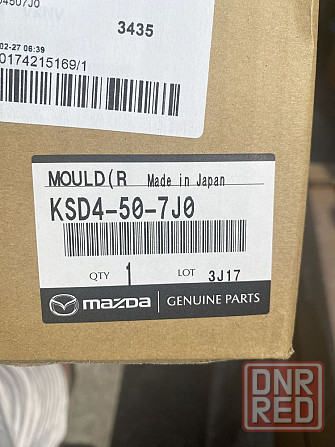 4507J0
3435
02-27 06:39
0174215169/1
MOULD(R Made in Japan
KSD4-50-7J0
QTY 1 LOT 3J17
mazda GENUINE PARTS
DNR
RED